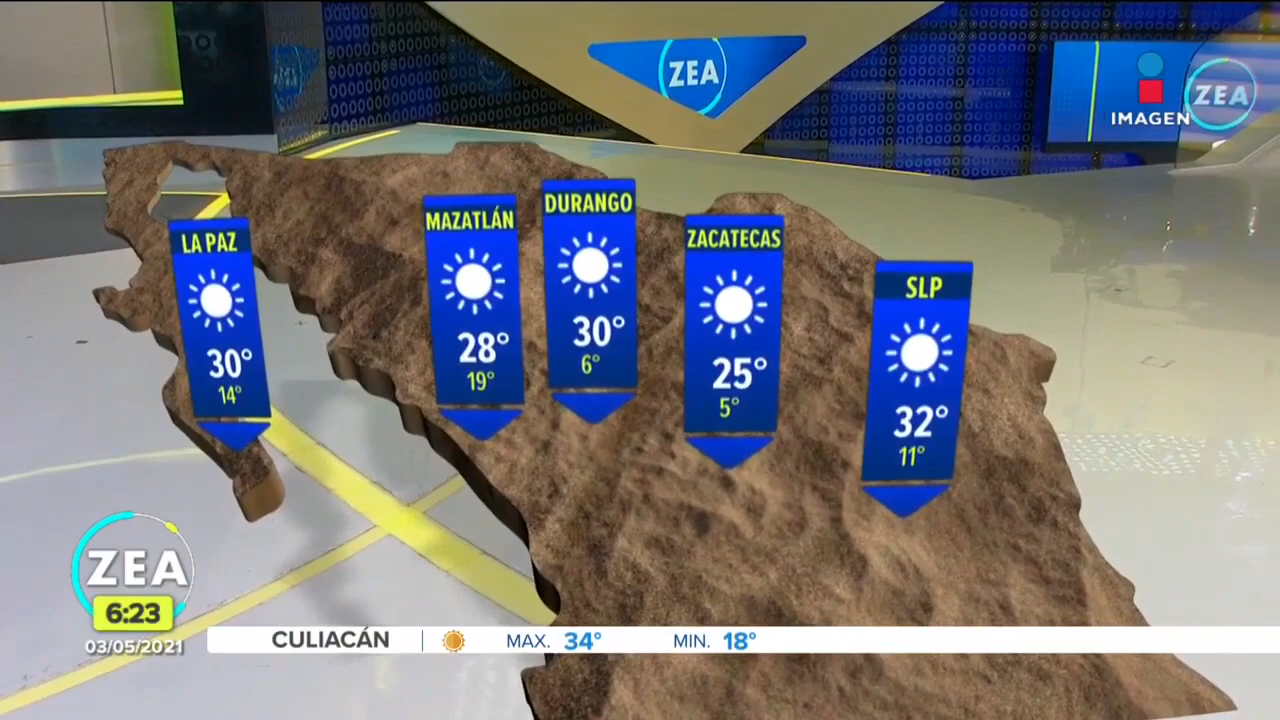 ZEA
IMAGEN
ZEA
LA PAZ
30°
14°
MAZATLÁN
28°
19°
DURANGO
30°
6°
ZACATECAS
25°
5°
SLP
32°
11°
ZEA
6:23
03/05/2021
CULIACÁN MAX. 34° MIN. 18°